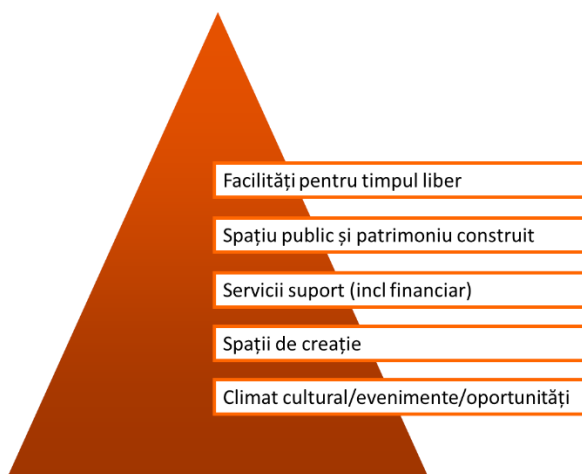 Facilități pentru timpul liber
Spațiu public și patrimoniu construit
Servicii suport (incl financiar)
Spații de creație
Climat cultural/evenimente/oportunități